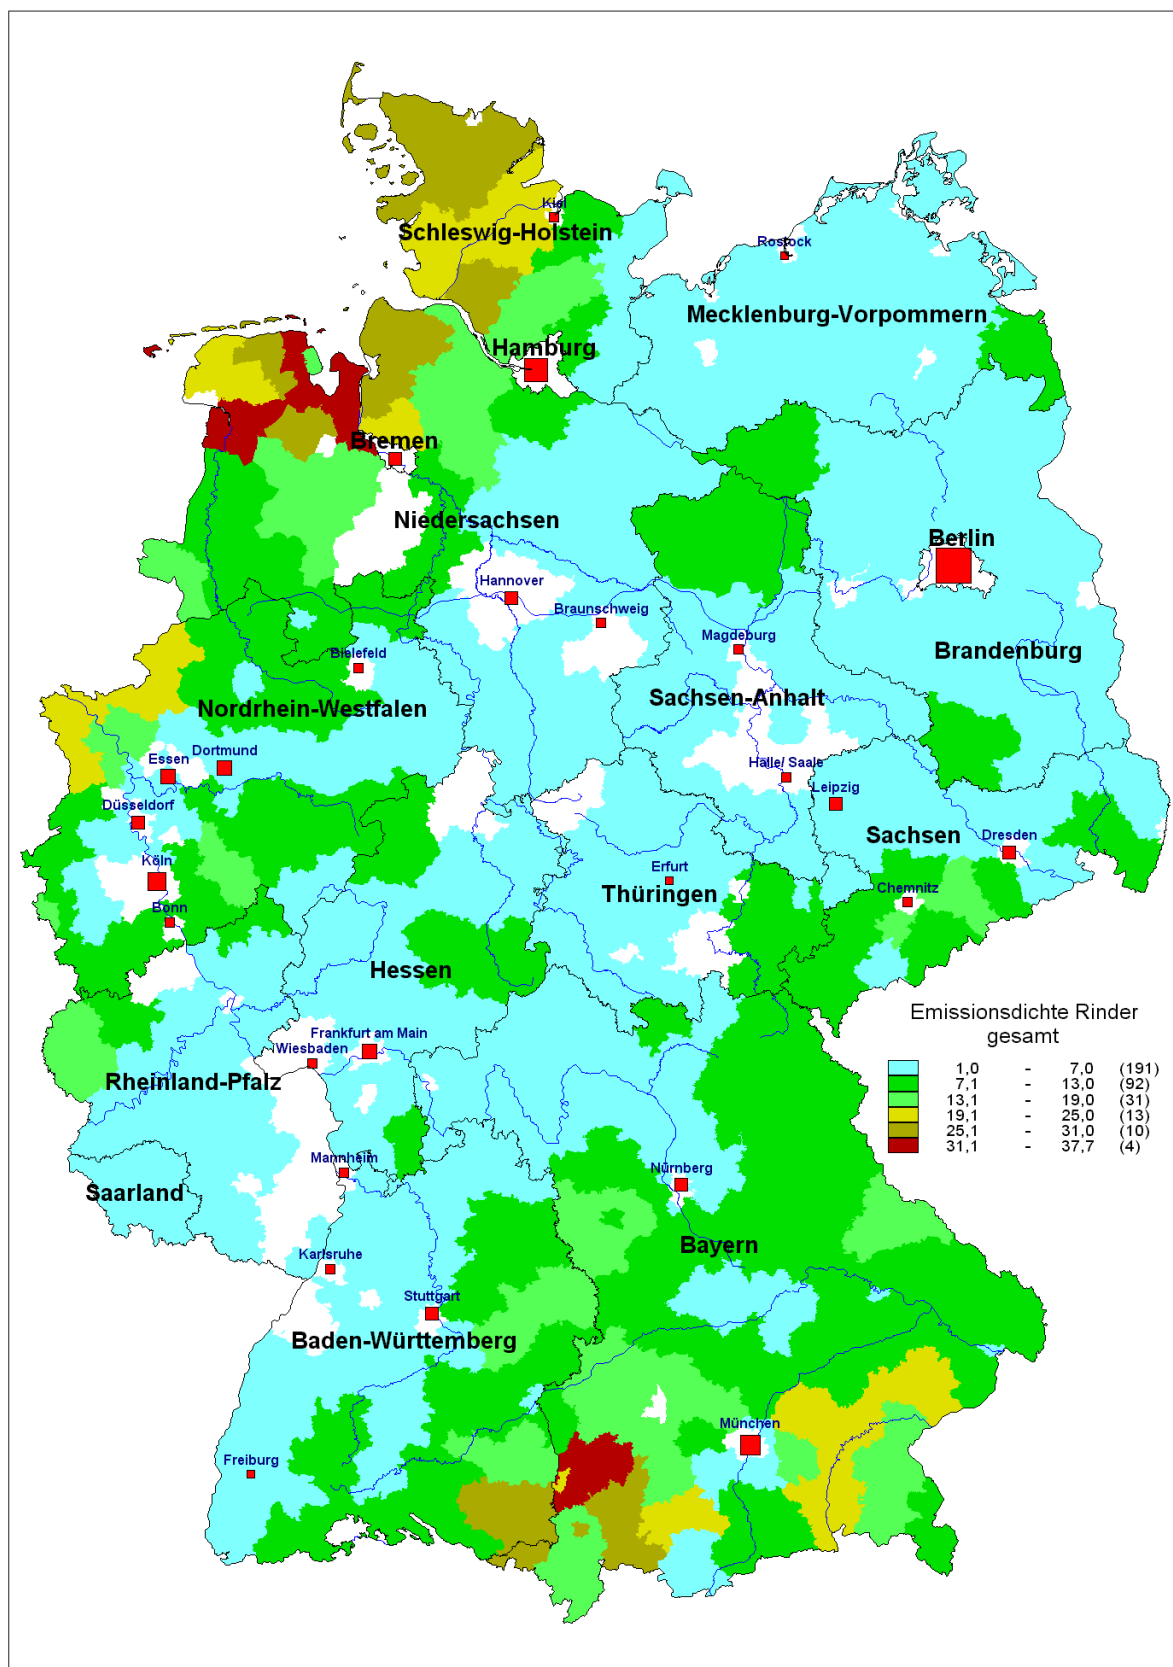 Kiel
Schleswig-Holstein
Rostock
Mecklenburg-Vorpommern
Hamburg
Bremen
Niedersachsen
Berlin
Hannover
Braunschweig
Magdeburg
Bielefeld
Brandenburg
Sachsen-Anhalt
Nordrhein-Westfalen
Dortmund
Essen
Halle/ Saale
Leipzig
Düsseldorf
Sachsen
Dresden
Köln
Erfurt
Thüringen
Chemnitz
Bonn
Hessen
Emissionsdichte Rinder
gesamt
Frankfurt am Main
Wiesbaden
Rheinland-Pfalz
1,0 - 7,0 (191)
7,1 - 13,0 (92)
13,1 - 19,0 (31)
19,1 - 25,0 (13)
25,1 - 31,0 (10)
31,1 - 37,7 (4)
Mannheim
Nürnberg
Saarland
Bayern
Karlsruhe
Stuttgart
Baden-Württemberg
München
Freiburg